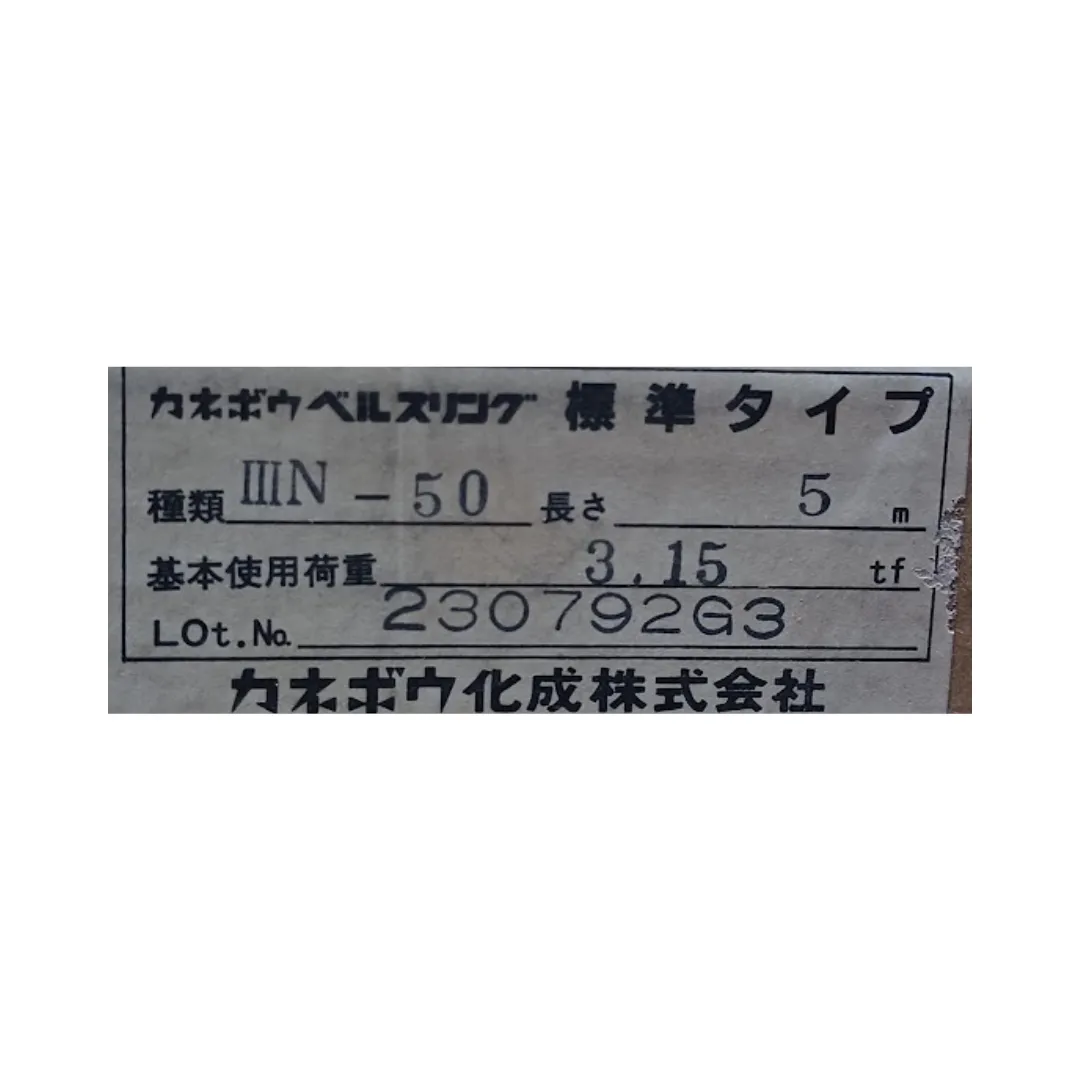 カネボウベルスリング 標準タイプ
種類 ⅢN-50 長さ 5 m
基本使用荷重 3.15 tf
LOt.No. 230792G3
カネボウ化成株式会社